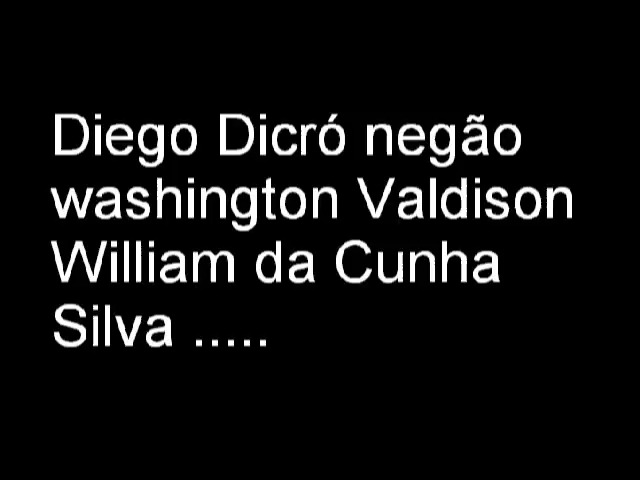 Diego Dicró negão
washington Valdison
William da Cunha
Silva .....